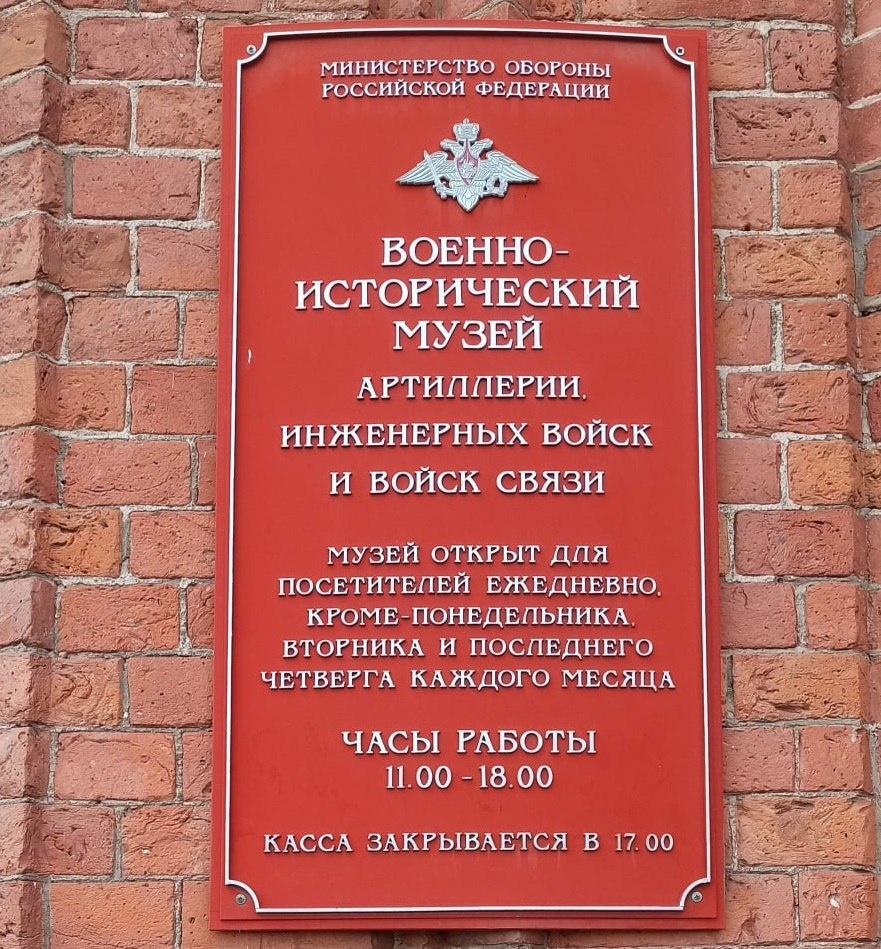 МИНИСТЕРСТВО ОБОРОНЫ
РОССИЙСКОЙ ФЕДЕРАЦИИ
ВОЕННО-
ИСТОРИЧЕСКИЙ
МУЗЕЙ
АРТИЛЛЕРИИ,
ИНЖЕНЕРНЫХ ВОЙСК
И ВОЙСК СВЯЗИ
МУЗЕЙ ОТКРЫТ ДЛЯ
ПОСЕТИТЕЛЕЙ ЕЖЕДНЕВНО,
КРОМЕ-ПОНЕДЕЛЬНИКА,
ВТОРНИКА И ПОСЛЕДНЕГО
ЧЕТВЕРГА КАЖДОГО МЕСЯЦА
ЧАСЫ РАБОТЫ
11.00 - 18.00
КАССА ЗАКРЫВАЕТСЯ В 17.00